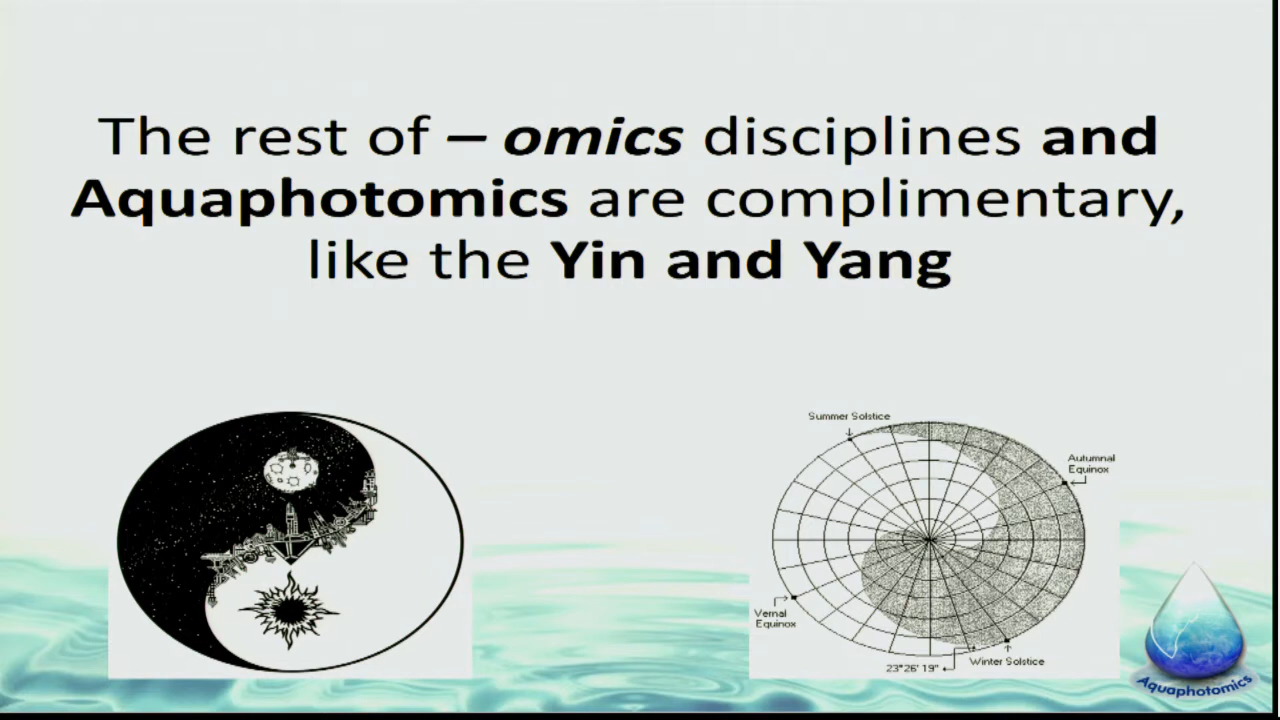 The rest of – omics disciplines and
Aquaphotomics are complimentary,
like the Yin and Yang
Summer Solstice
Autumnal
Equinox
Vernal
Equinox
Winter Solstice
23°26' 19"
Aquaphotomics